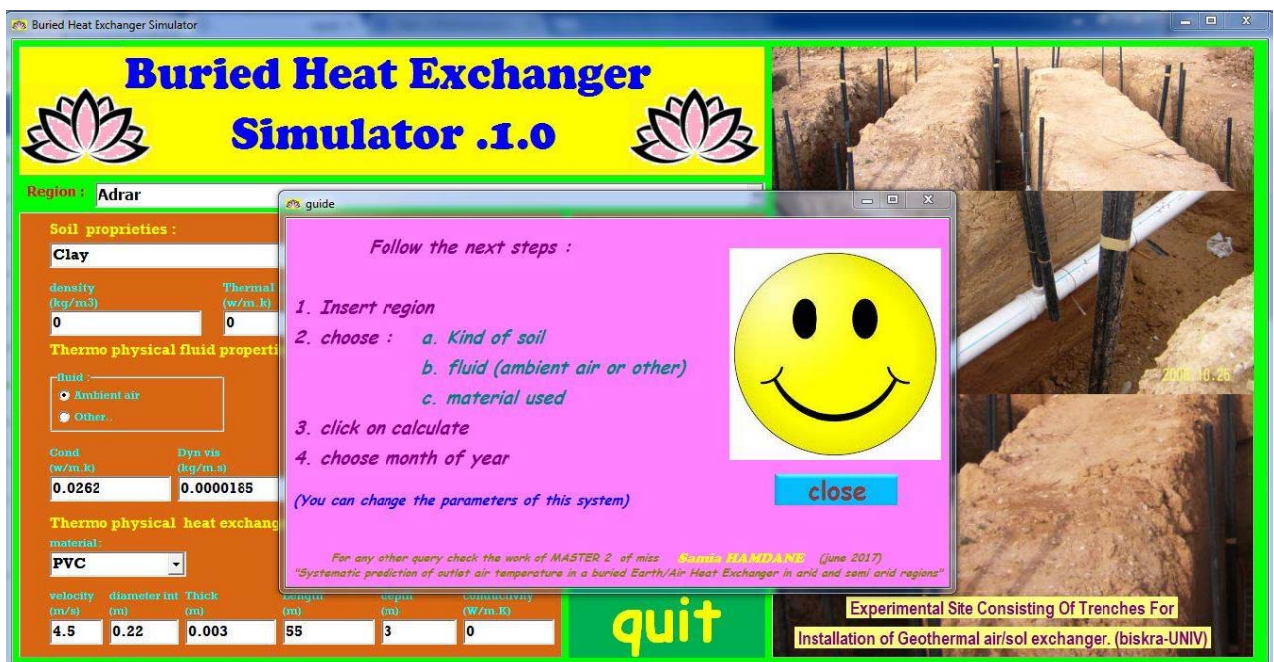 Buried Heat Exchanger Simulator
Buried Heat Exchanger
Simulator .1.0
Region :
Adrar
Soil proprieties :
Clay
density
(kg/m3)
Thermal
(w/m.k)
0
0
Thermo physical fluid properti
fluid :
Ambient air
Other..
Cond
(w/m.k)
Dyn vis
(kg/m.s)
0.0262
0.0000185
Thermo physical heat exchang
material :
PVC
velocity
(m/s)
diameter int
(m)
Thick
(m)
Length
(m)
depth
(m)
conductivity
(W/m.K)
4.5
0.22
0.003
55
3
0
guide
Follow the next steps :
1. Insert region
2. choose : a. Kind of soil
b. fluid (ambient air or other)
c. material used
3. click on calculate
4. choose month of year
(You can change the parameters of this system)
close
For any other query check the work of MASTER 2 of miss Samia HAMDANE (june 2017)
"Systematic prediction of outlet air temperature in a buried Earth/Air Heat Exchanger in arid and semi arid regions"
quit
2008.10.26
Experimental Site Consisting Of Trenches For
Installation of Geothermal air/sol exchanger. (biskra-UNIV)